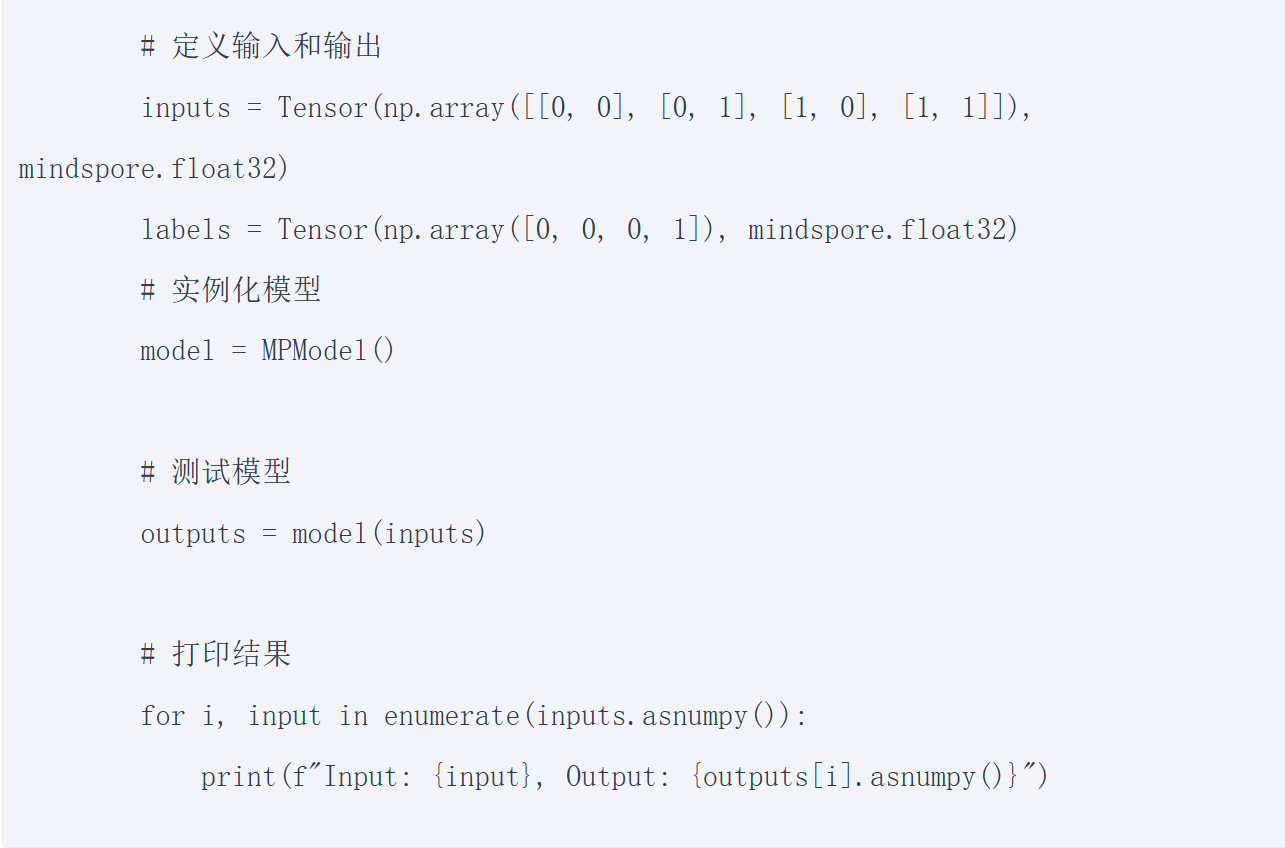 # 定义输入和输出
inputs = Tensor(np.array([[0, 0], [0, 1], [1, 0], [1, 1]]),
mindspore.float32)
labels = Tensor(np.array([0, 0, 0, 1]), mindspore.float32)
# 实例化模型
model = MPModel()
# 测试模型
outputs = model(inputs)
# 打印结果
for i, input in enumerate(inputs.asnumpy()):
print(f"Input: {input}, Output: {outputs[i].asnumpy()}")